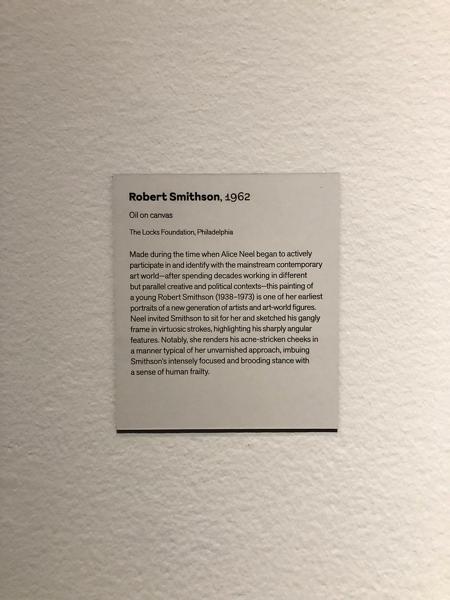 Robert Smithson, 1962
Oil on canvas
The Locks Foundation, Philadelphia
Made during the time when Alice Neel began to actively
participate in and identify with the mainstream contemporary
art world—after spending decades working in different
but parallel creative and political contexts—this painting of
a young Robert Smithson (1938–1973) is one of her earliest
portraits of a new generation of artists and art-world figures.
Neel invited Smithson to sit for her and sketched his gangly
frame in virtuosic strokes, highlighting his sharply angular
features. Notably, she renders his acne-stricken cheeks in
a manner typical of her unvarnished approach, imbuing
Smithson's intensely focused and brooding stance with
a sense of human frailty.